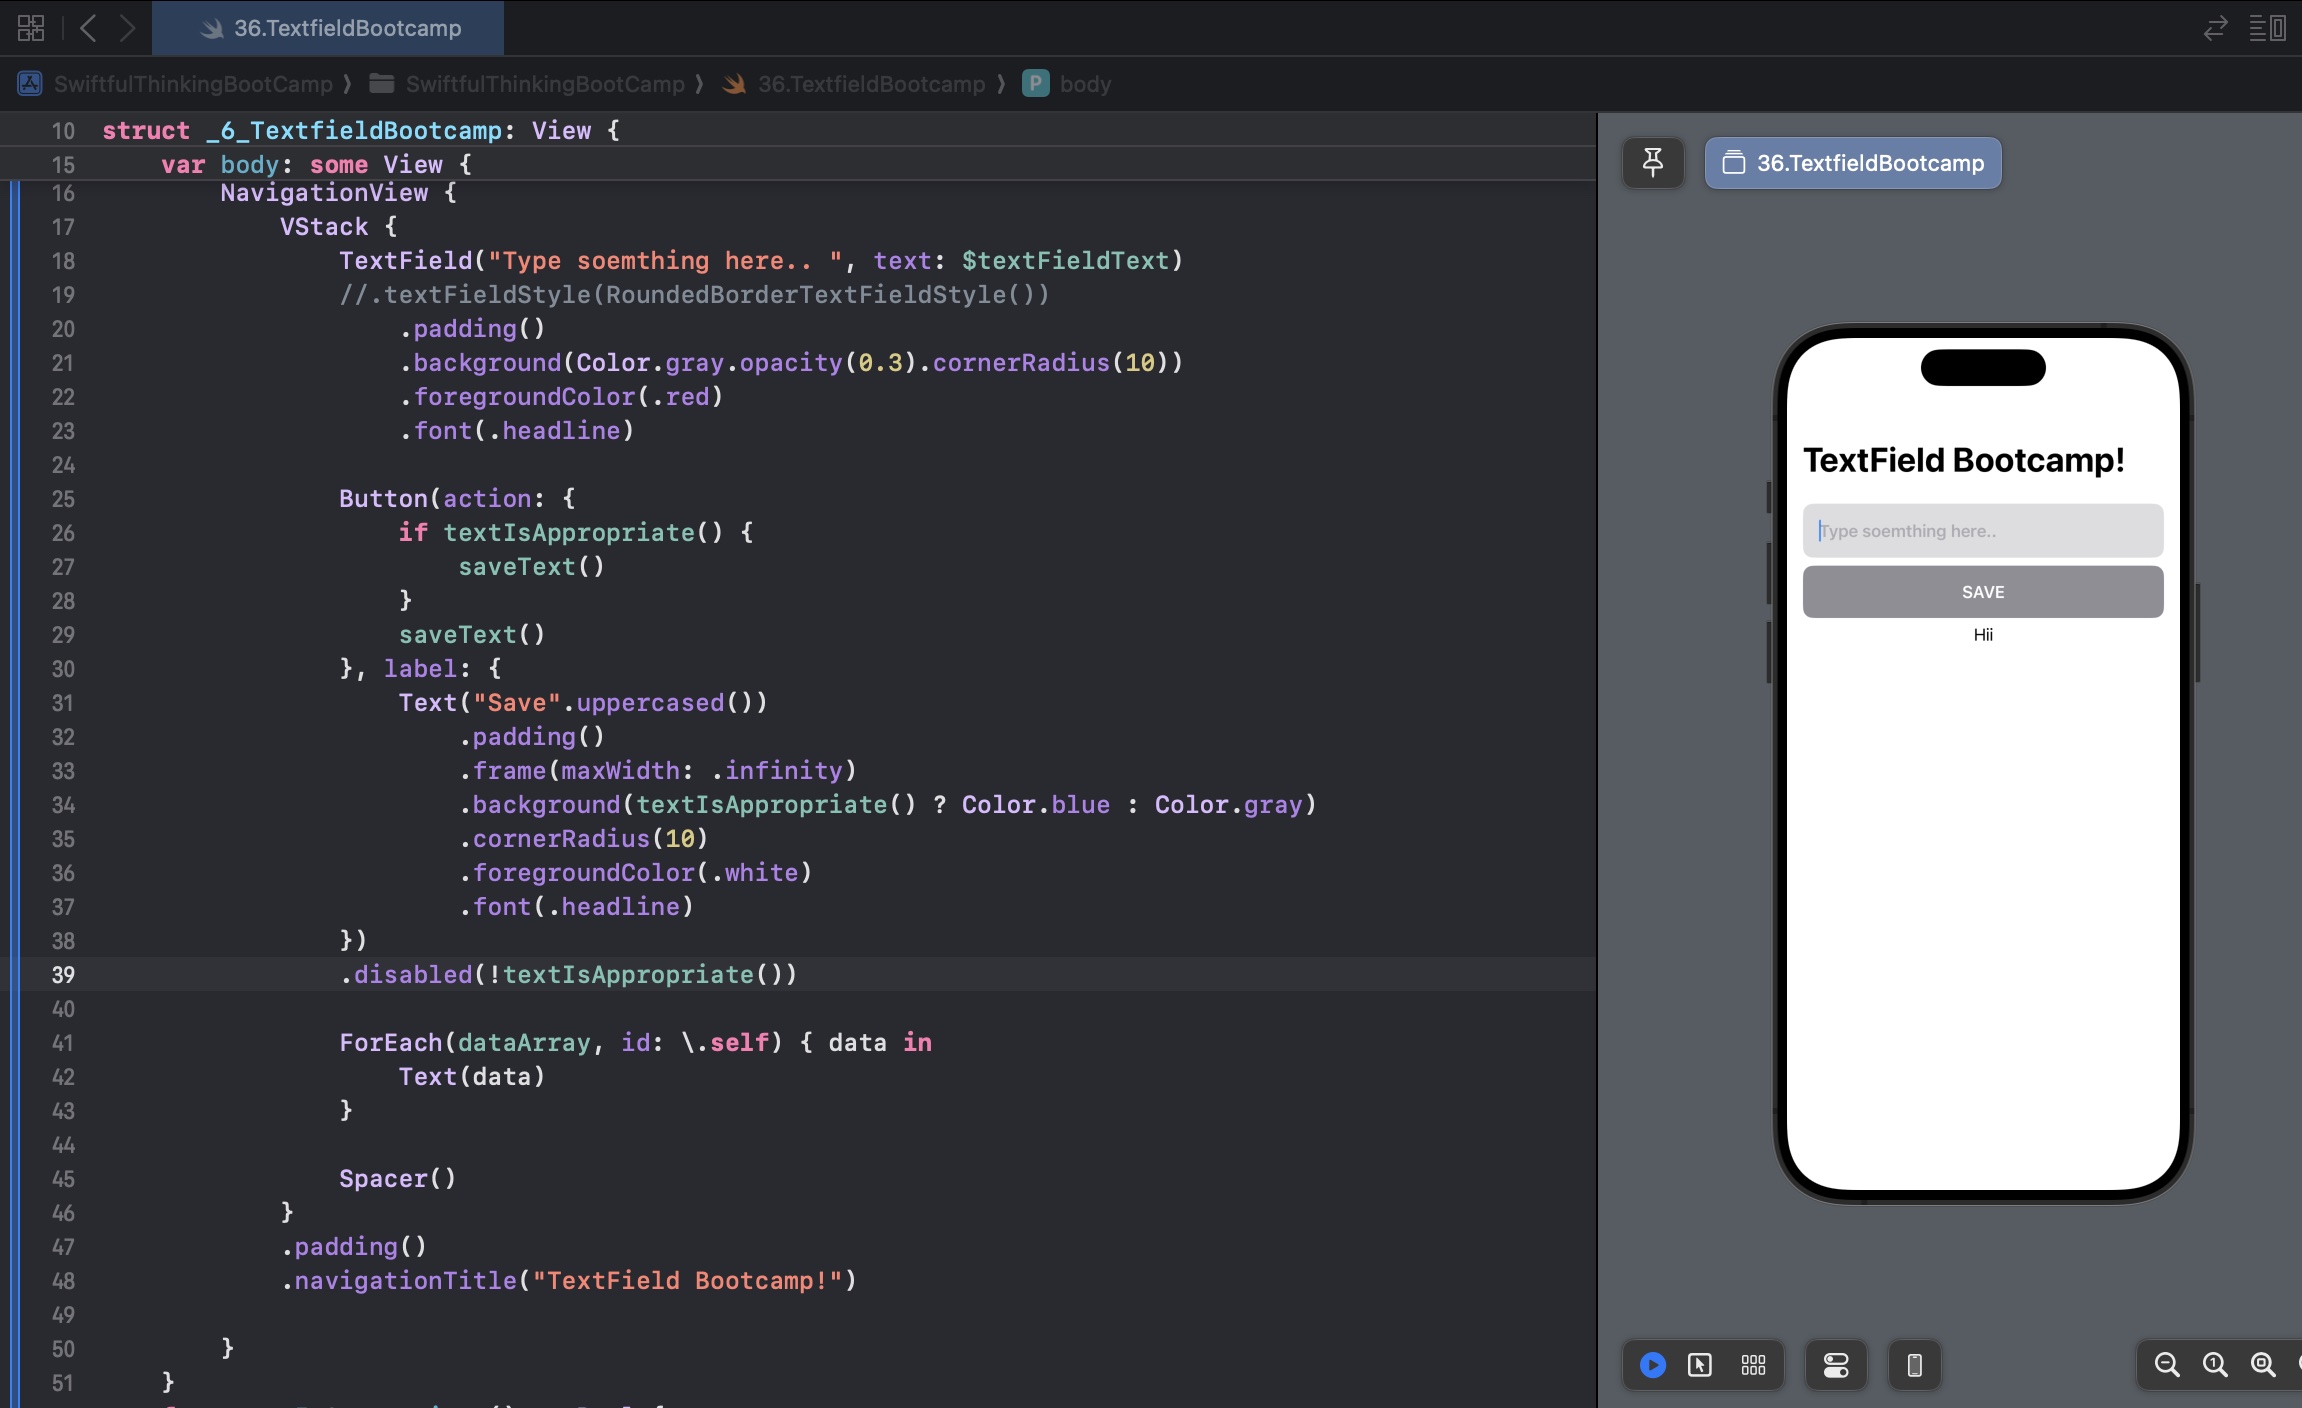 36.TextfieldBootcamp
SwiftfulThinkingBootCamp ⟩ SwiftfulThinkingBootCamp ⟩ 36.TextfieldBootcamp ⟩ P body
10 struct _6_TextfieldBootcamp: View {
15 var body: some View {
16 NavigationView {
17 VStack {
18 TextField("Type soemthing here.. ", text: $textFieldText)
19 //.textFieldStyle(RoundedBorderTextFieldStyle())
20 .padding()
21 .background(Color.gray.opacity(0.3).cornerRadius(10))
22 .foregroundColor(.red)
23 .font(.headline)
24
25 Button(action: {
26 if textIsAppropriate() {
27 saveText()
28 }
29 saveText()
30 }, label: {
31 Text("Save".uppercased())
32 .padding()
33 .frame(maxWidth: .infinity)
34 .background(textIsAppropriate() ? Color.blue : Color.gray)
35 .cornerRadius(10)
36 .foregroundColor(.white)
37 .font(.headline)
38 })
39 .disabled(!textIsAppropriate())
40
41 ForEach(dataArray, id: \.self) { data in
42 Text(data)
43 }
44
45 Spacer()
46 }
47 .padding()
48 .navigationTitle("TextField Bootcamp!")
49
50 }
51 }
36.TextfieldBootcamp
TextField Bootcamp!
Type soemthing here..
SAVE
Hii